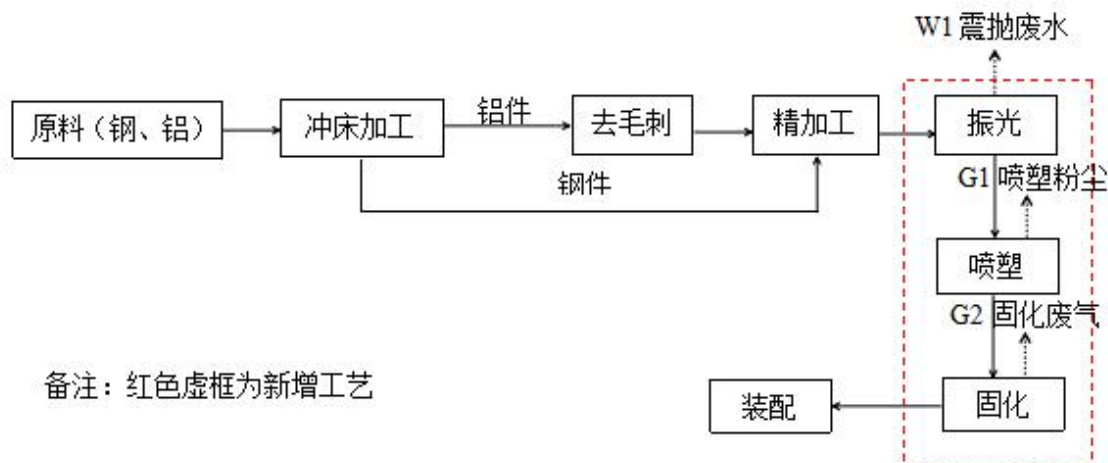 W1 震抛废水
原料（钢、铝）
冲床加工
铝件
去毛刺
精加工
振光
钢件
G1 喷塑粉尘
喷塑
G2 固化废气
备注：红色虚框为新增工艺
装配
固化